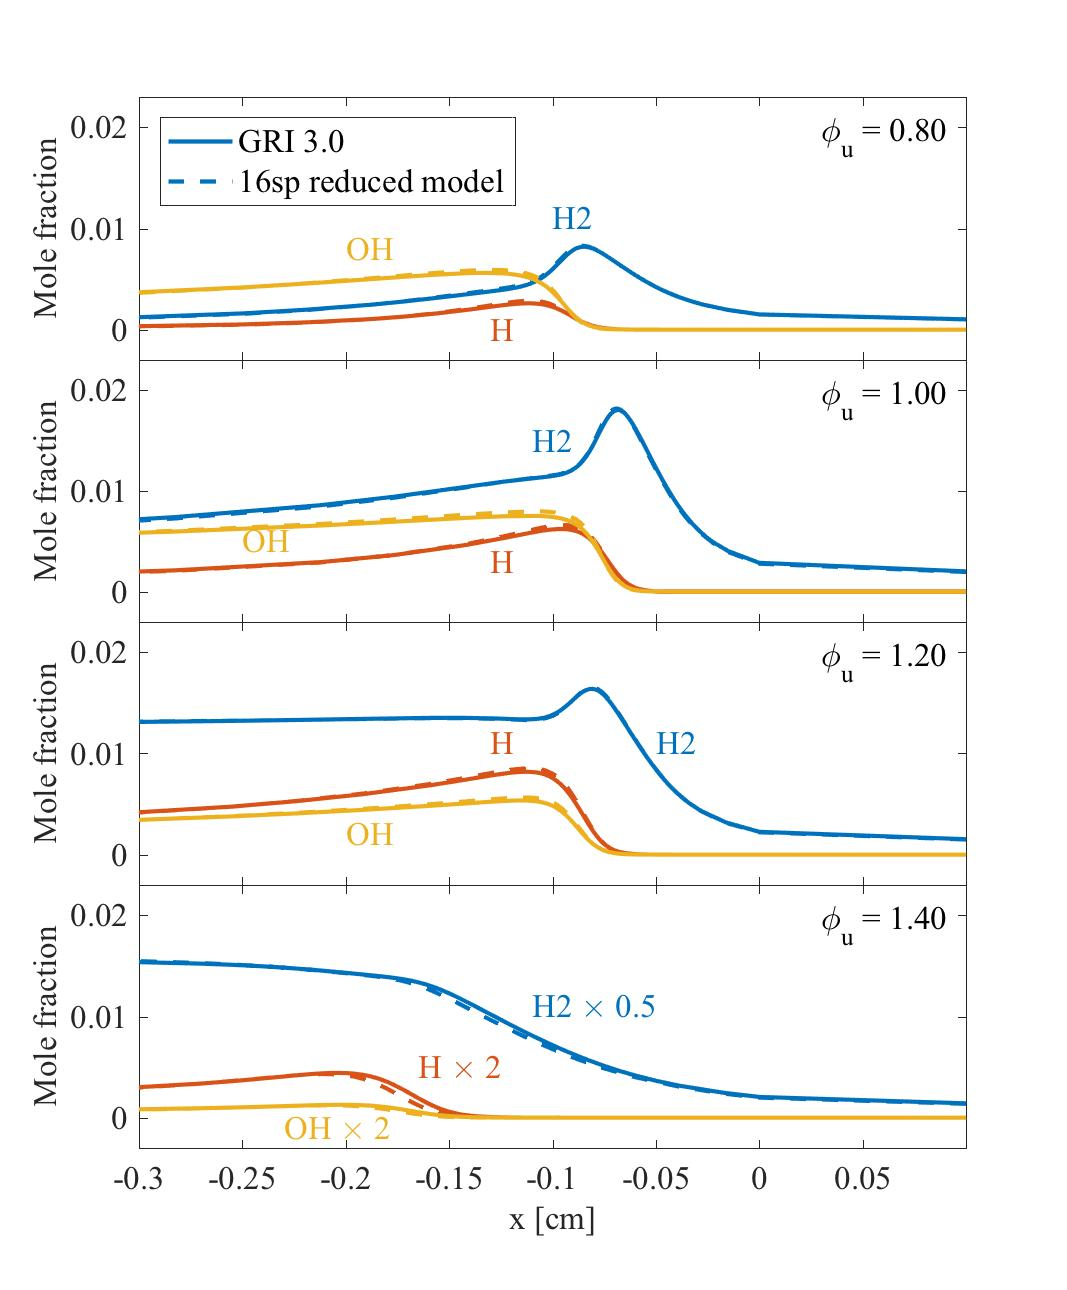 0.02
0.01
0
Mole fraction
GRI 3.0
16sp reduced model
ϕu = 0.80
H2
OH
H
0.02
0.01
0
Mole fraction
ϕu = 1.00
H2
OH
H
0.02
0.01
0
Mole fraction
ϕu = 1.20
H
H2
OH
0.02
0.01
0
Mole fraction
ϕu = 1.40
H2 × 0.5
H × 2
OH × 2
-0.3 -0.25 -0.2 -0.15 -0.1 -0.05 0 0.05
x [cm]